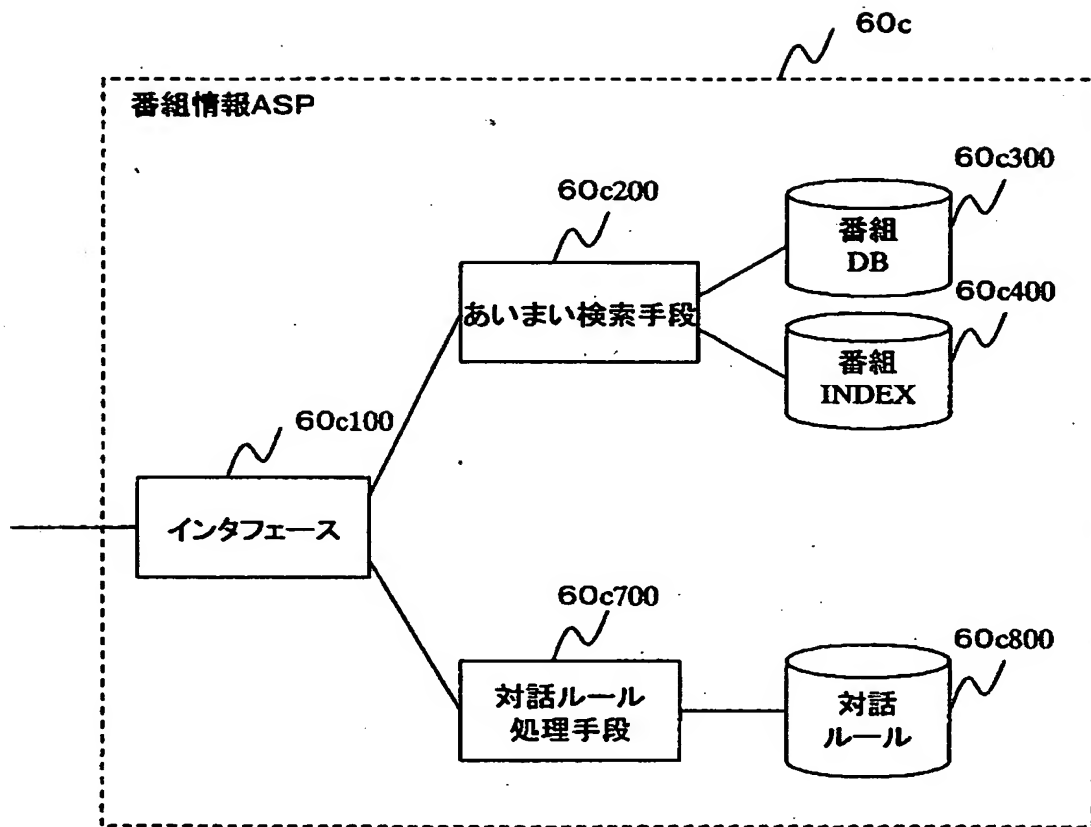 60c
番組情報ASP
60c300
60c200
番組
DB
60c400
あいまい検索手段
番組
INDEX
60c100
インタフェース
60c700
60c800
対話ルール
処理手段
対話
ルール